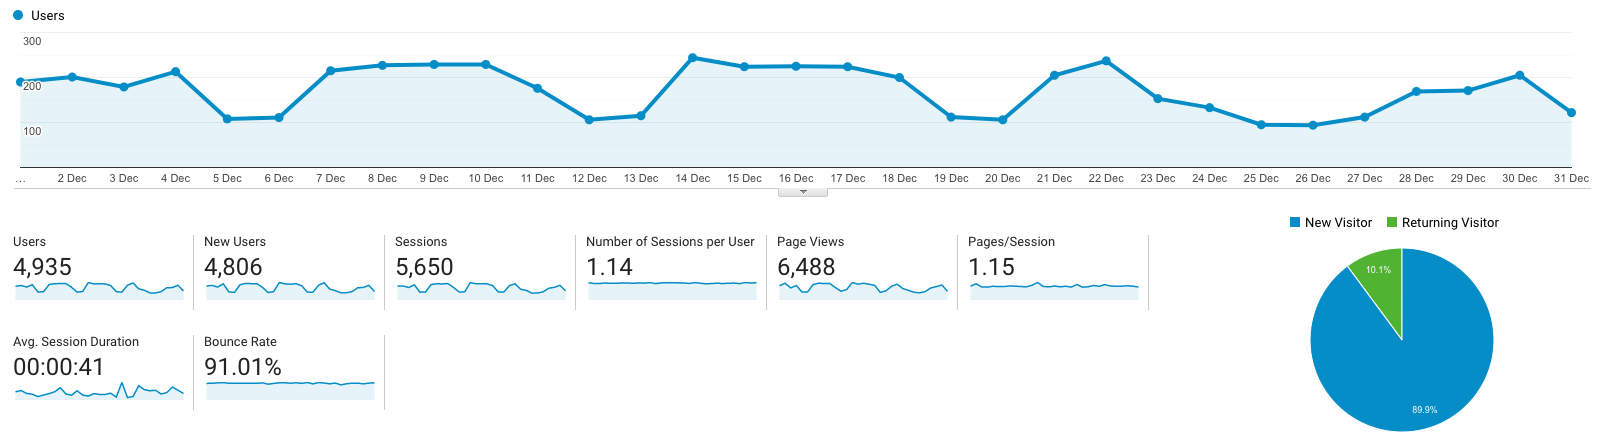 Users
300
200
100
... 2 Dec 3 Dec 4 Dec 5 Dec 6 Dec 7 Dec 8 Dec 9 Dec 10 Dec 11 Dec 12 Dec 13 Dec 14 Dec 15 Dec 16 Dec 17 Dec 18 Dec 19 Dec 20 Dec 21 Dec 22 Dec 23 Dec 24 Dec 25 Dec 26 Dec 27 Dec 28 Dec 29 Dec 30 Dec 31 Dec
Users
4,935
New Users
4,806
Sessions
5,650
Number of Sessions per User
1.14
Page Views
6,488
Pages/Session
1.15
Avg. Session Duration
00:00:41
Bounce Rate
91.01%
New Visitor Returning Visitor
10.1%
89.9%